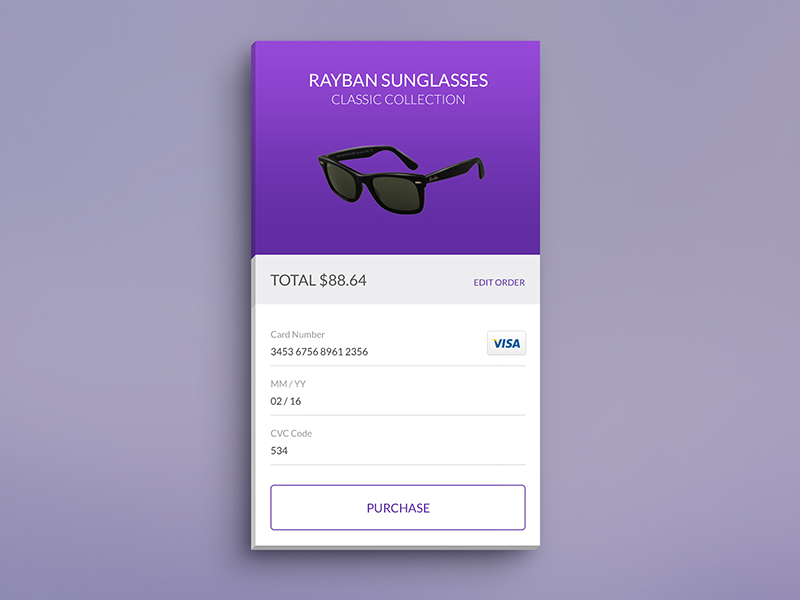 RAYBAN SUNGLASSES
CLASSIC COLLECTION
TOTAL $88.64
EDIT ORDER
Card Number
3453 6756 8961 2356
VISA
MM / YY
02 / 16
CVC Code
534
PURCHASE